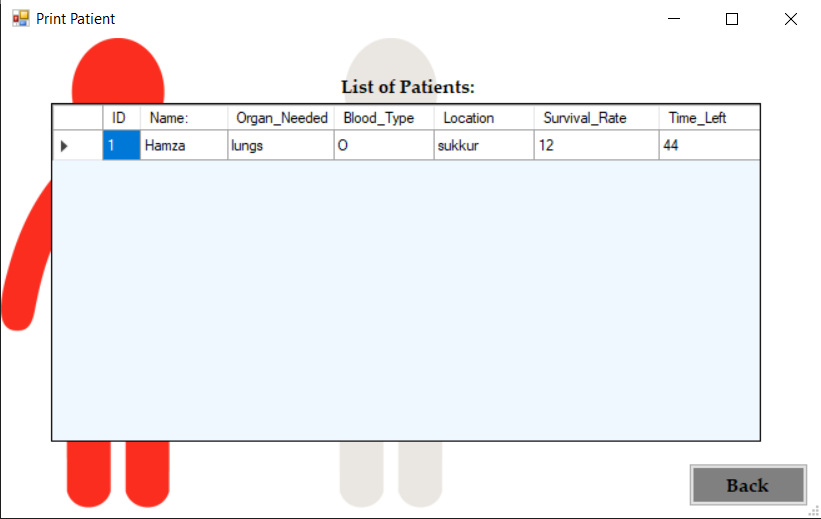 Print Patient
List of Patients:
ID Name: Organ_Needed Blood_Type Location Survival_Rate Time_Left
1 Hamza lungs O sukkur 12 44
Back